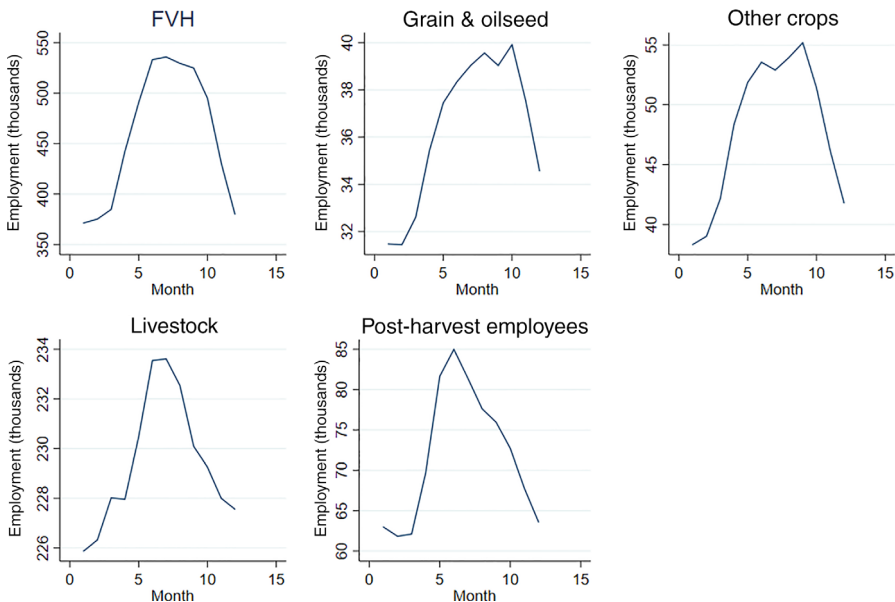 FVH
Employment (thousands)
550
500
450
400
350
0 5 10 15
Month
Grain & oilseed
Employment (thousands)
40
38
36
34
32
0 5 10 15
Month
Other crops
Employment (thousands)
55
50
45
40
0 5 10 15
Month
Livestock
Employment (thousands)
234
232
230
228
226
0 5 10 15
Month
Post-harvest employees
Employment (thousands)
85
80
75
70
65
60
0 5 10 15
Month